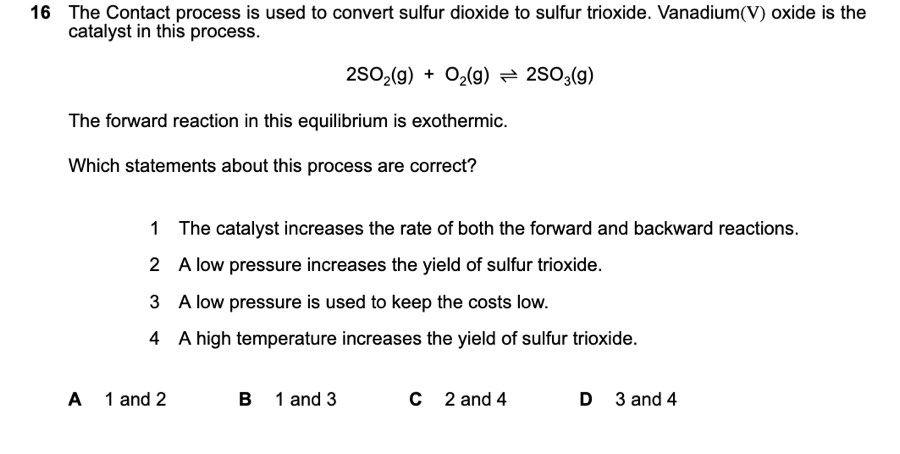 16 The Contact process is used to convert sulfur dioxide to sulfur trioxide. Vanadium(V) oxide is the
catalyst in this process.
2SO₂(g) + O₂(g) ⇌ 2SO₃(g)
The forward reaction in this equilibrium is exothermic.
Which statements about this process are correct?
1 The catalyst increases the rate of both the forward and backward reactions.
2 A low pressure increases the yield of sulfur trioxide.
3 A low pressure is used to keep the costs low.
4 A high temperature increases the yield of sulfur trioxide.
A 1 and 2 B 1 and 3 C 2 and 4 D 3 and 4